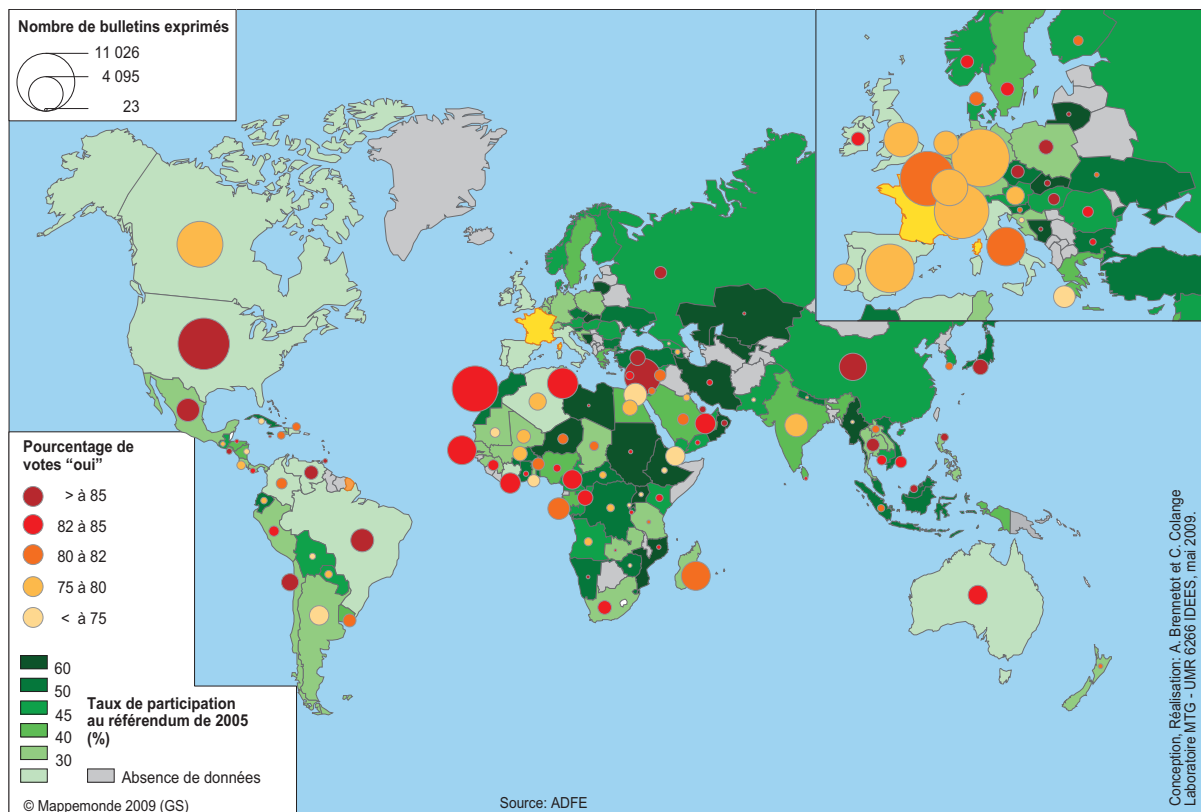 Nombre de bulletins exprimés
11 026
4 095
23
Pourcentage de
votes “oui”
> à 85
82 à 85
80 à 82
75 à 80
< à 75
60
50
45
40
30
Taux de participation
au référendum de 2005
(%)
Absence de données
© Mappemonde 2009 (GS)
Source: ADFE
Conception, Réalisation: A. Brennetot et C. Colange
Laboratoire MTG - UMR 6266 IDEES, mai 2009.